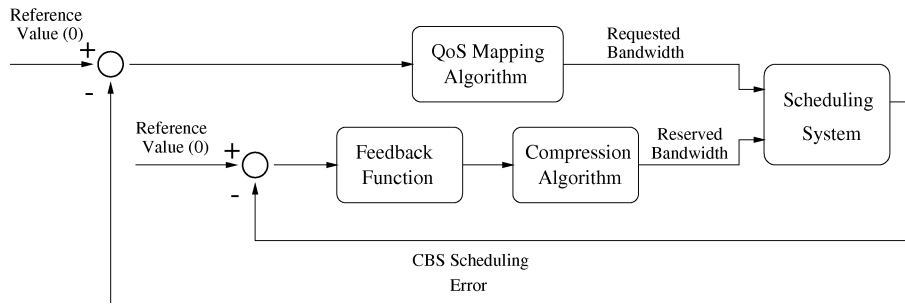 Reference
Value (0)
+
-
QoS Mapping
Algorithm
Requested
Bandwidth
Scheduling
System
Reference
Value (0)
+
-
Feedback
Function
Compression
Algorithm
Reserved
Bandwidth
CBS Scheduling
Error